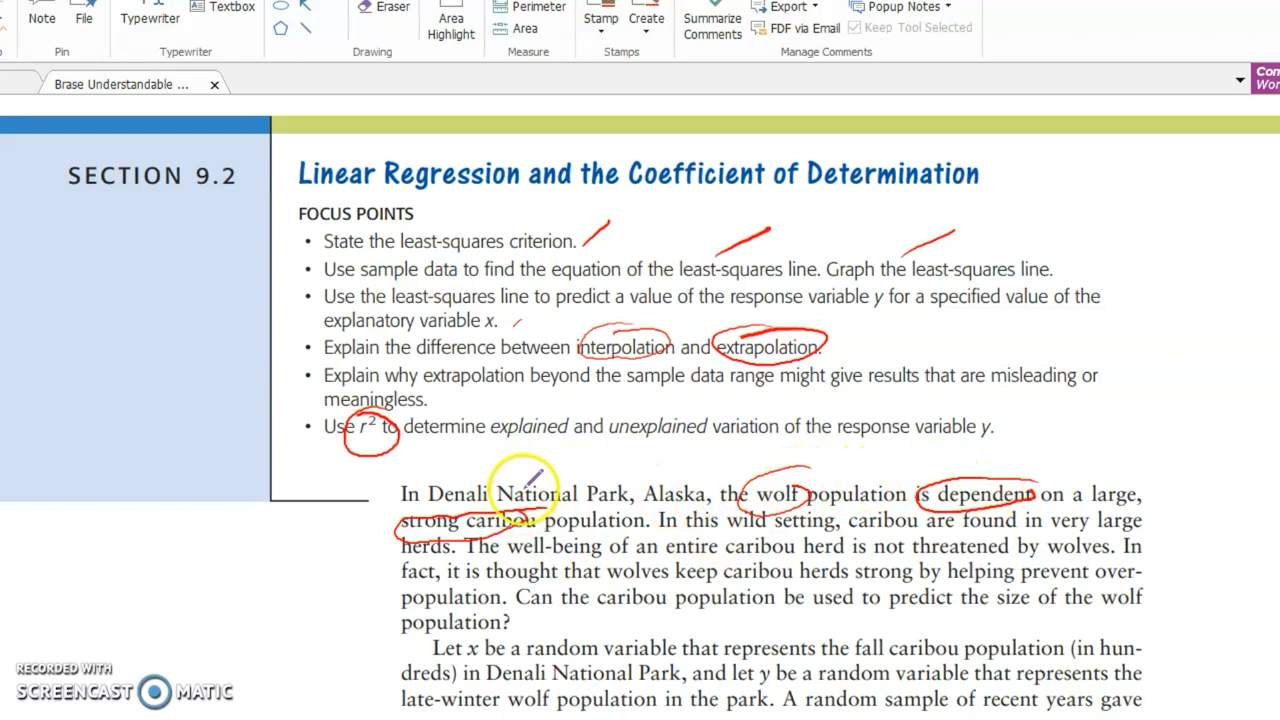 Note
File
Typewriter
Textbox
Eraser
Area
Highlight
Perimeter
Area
Stamp
Create
Summarize
Comments
Export
FDF via Email
Popup Notes
Keep Tool Selected
Pin
Typewriter
Drawing
Measure
Stamps
Manage Comments
Brase Understandable ...
SECTION 9.2
Linear Regression and the Coefficient of Determination
FOCUS POINTS
• State the least-squares criterion.
• Use sample data to find the equation of the least-squares line. Graph the least-squares line.
• Use the least-squares line to predict a value of the response variable y for a specified value of the
explanatory variable x.
• Explain the difference between interpolation and extrapolation.
• Explain why extrapolation beyond the sample data range might give results that are misleading or
meaningless.
• Use r² to determine explained and unexplained variation of the response variable y.
In Denali National Park, Alaska, the wolf population is dependent on a large,
strong caribou population. In this wild setting, caribou are found in very large
herds. The well-being of an entire caribou herd is not threatened by wolves. In
fact, it is thought that wolves keep caribou herds strong by helping prevent over-
population. Can the caribou population be used to predict the size of the wolf
population?
Let x be a random variable that represents the fall caribou population (in hun-
dreds) in Denali National Park, and let y be a random variable that represents the
late-winter wolf population in the park. A random sample of recent years gave
RECORDED WITH
SCREENCAST MATIC